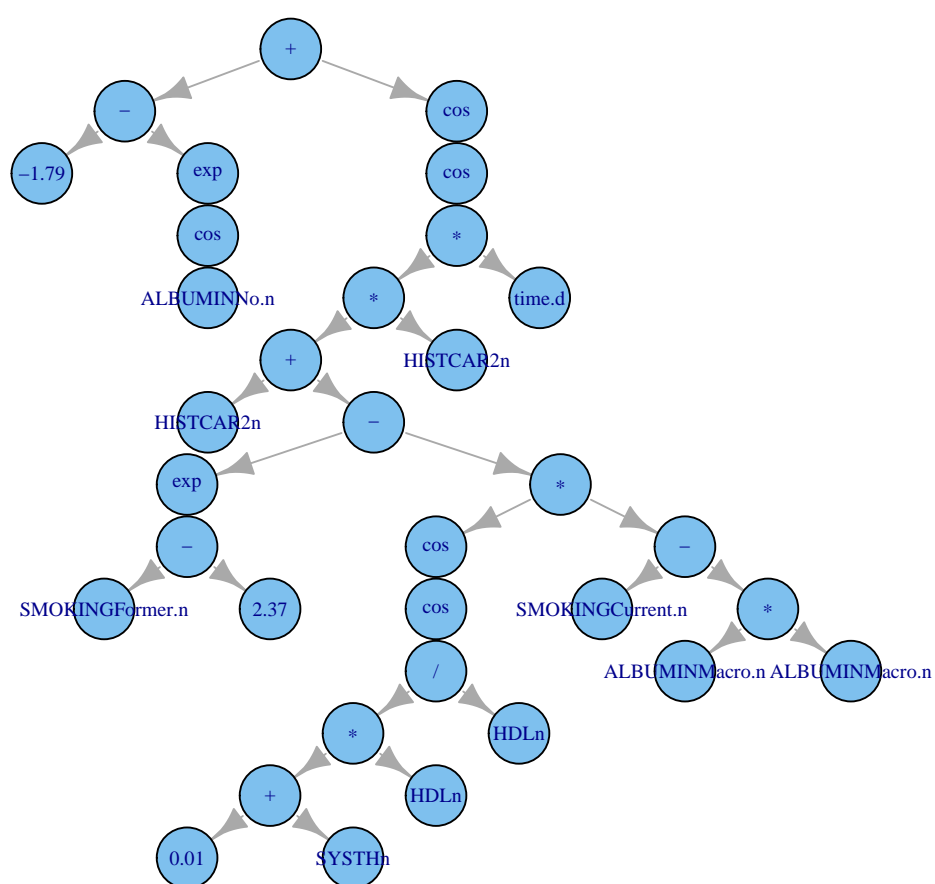 +
− cos
−1.79 exp cos
cos *
ALBUMINNo.n * time.d
+ HISTCAR2n
HISTCAR2n −
exp *
− cos −
SMOKINGFormer.n 2.37 cos SMOKINGCurrent.n *
/ ALBUMINMacro.n ALBUMINMacro.n
* HDLn
+ HDLn
0.01 SYSTHn